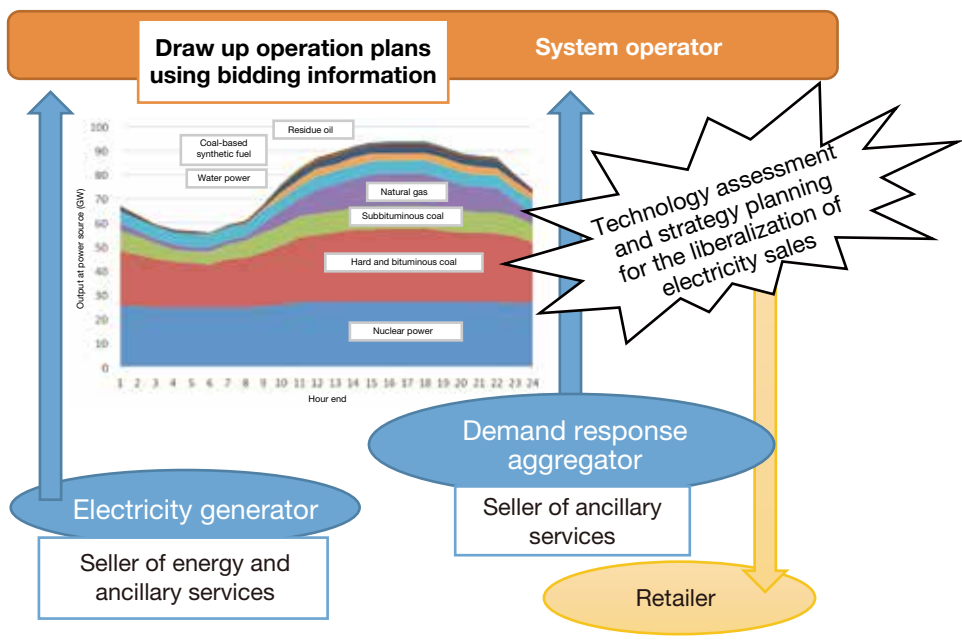 Draw up operation plans
using bidding information
System operator
Output at power source (GW)
100
90
80
70
60
50
40
30
20
10
0
Residue oil
Coal-based
synthetic fuel
Water power
Natural gas
Subbituminous coal
Hard and bituminous coal
Nuclear power
1 2 3 4 5 6 7 8 9 10 11 12 13 14 15 16 17 18 19 20 21 22 23 24
Hour end
Technology assessment
and strategy planning
for the liberalization of
electricity sales
Demand response
aggregator
Seller of ancillary
services
Electricity generator
Seller of energy and
ancillary services
Retailer